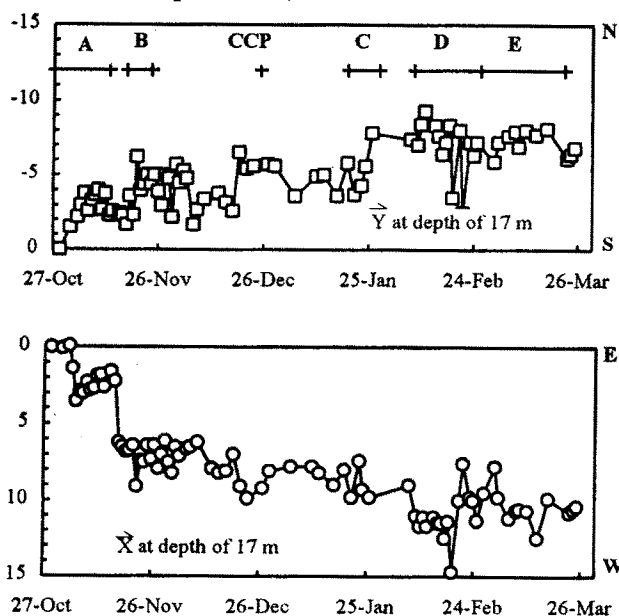 -15
A B CCP C D E N
-10
-5
Y at depth of 17 m
0 S
27-Oct 26-Nov 26-Dec 25-Jan 24-Feb 26-Mar
0 E
5
10
X at depth of 17 m
15 W
27-Oct 26-Nov 26-Dec 25-Jan 24-Feb 26-Mar